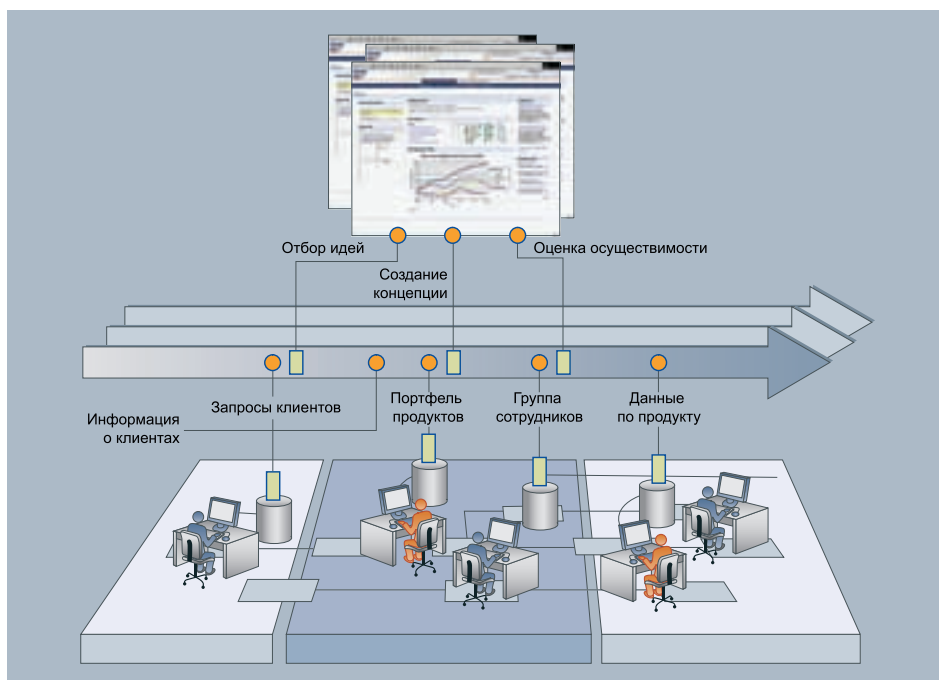 Отбор идей
Оценка осуществимости
Создание
концепции
Информация
о клиентах
Запросы клиентов
Портфель
продуктов
Группа
сотрудников
Данные
по продукту